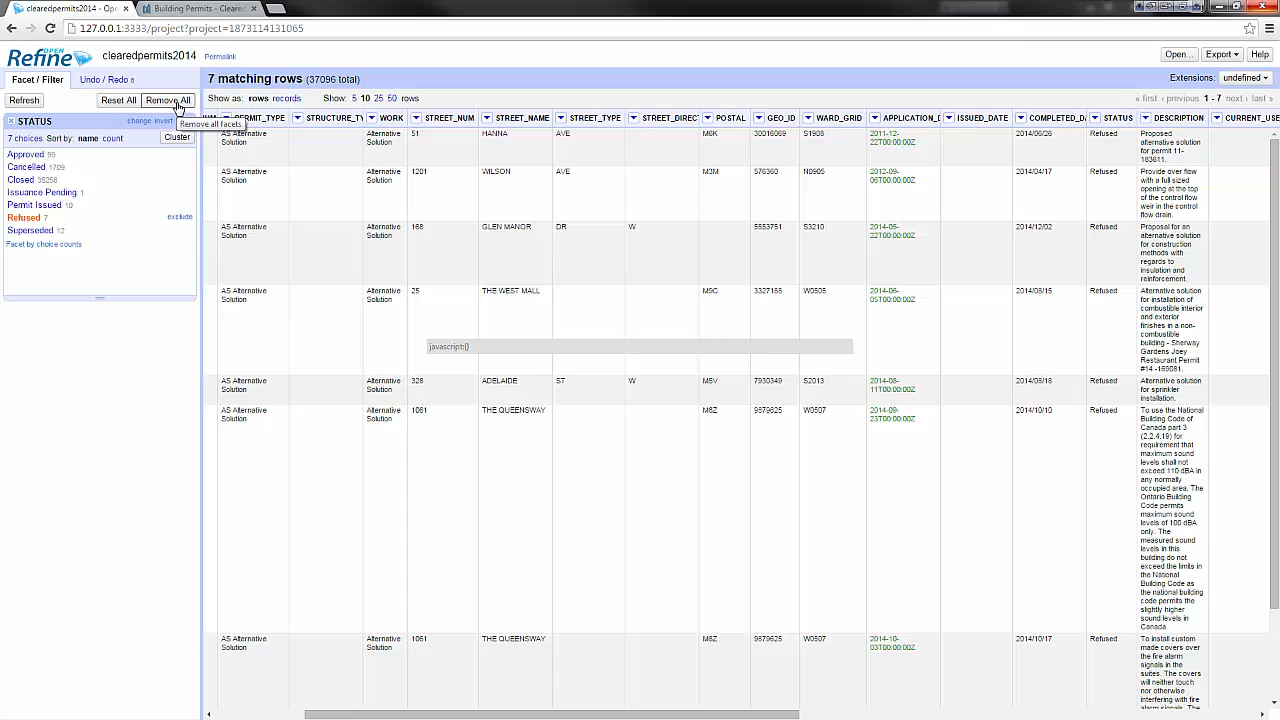 clearedpermits2014 - Ope
Building Permits - Cleare
127.0.0.1:3333/project?project=1873114131065
OPEN
Refine
clearedpermits2014 Permalink
Open... Export Help
Facet / Filter Undo / Redo 6
7 matching rows (37096 total)
Extensions: undefined
Refresh Reset All Remove All
Show as: rows records Show: 5 10 25 50 rows
« first ‹ previous 1 - 7 next › last »
Remove all facets
STATUS change invert
7 choices Sort by: name count Cluster
Approved 95
Cancelled 1709
Closed 35258
Issuance Pending 1
Permit Issued 10
Refused 7 exclude
Superseded 12
Facet by choice counts
UM PERMIT_TYPE STRUCTURE_TY WORK STREET_NUM STREET_NAME STREET_TYPE STREET_DIRECT POSTAL GEO_ID WARD_GRID APPLICATION_D ISSUED_DATE COMPLETED_DA STATUS DESCRIPTION CURRENT_USE
AS Alternative Alternative 51 HANNA AVE M6K 30016069 S1908 2011-12- 2014/06/26 Refused Proposed
Solution Solution 22T00:00:00Z alternative
solution for
permit 11-
183611.
AS Alternative Alternative 1201 WILSON AVE M3M 576360 N0905 2012-09- 2014/04/17 Refused Provide over flow
Solution Solution 06T00:00:00Z with a full sized
opening at the top
of the control flow
weir in the control
flow drain.
AS Alternative Alternative 168 GLEN MANOR DR W 5553751 S3210 2014-05- 2014/12/02 Refused Proposal for an
Solution Solution 22T00:00:00Z alternative solution
for construction
methods with
regards to
insulation and
reinforcement.
AS Alternative Alternative 25 THE WEST MALL M9C 3327188 W0505 2014-06- 2014/08/15 Refused Alternative solution
Solution Solution 05T00:00:00Z for installation of
combustible interior
and exterior
finishes in a non-
combustible
building - Sherway
Gardens Joey
Restaurant Permit
#14 -169081.
javascript:{}
AS Alternative Alternative 328 ADELAIDE ST W M5V 7930349 S2013 2014-08- 2014/08/18 Refused Alternative solution
Solution Solution 11T00:00:00Z for sprinkler
installation.
AS Alternative Alternative 1061 THE QUEENSWAY M8Z 9879625 W0507 2014-09- 2014/10/10 Refused To use the National
Solution Solution 23T00:00:00Z Building Code of
Canada part 3
(2.2.4.19) for
requirement that
maximum sound
levels shall not
exceed 110 dBA in
any normally
occupied area. The
Ontario Building
Code permits
maximum sound
levels of 100 dBA
only. The
measured sound
levels in this
building do not
exceed the limits in
the National
Building Code as
the national building
code permits the
slightly higher
sound levels in
Canada.
AS Alternative Alternative 1061 THE QUEENSWAY M8Z 9879625 W0507 2014-10- 2014/10/17 Refused To install custom
Solution Solution 03T00:00:00Z made covers over
the fire alarm
signals in the
suites. The covers
will neither touch
nor otherwise
interfering with fire
alarm signals. The